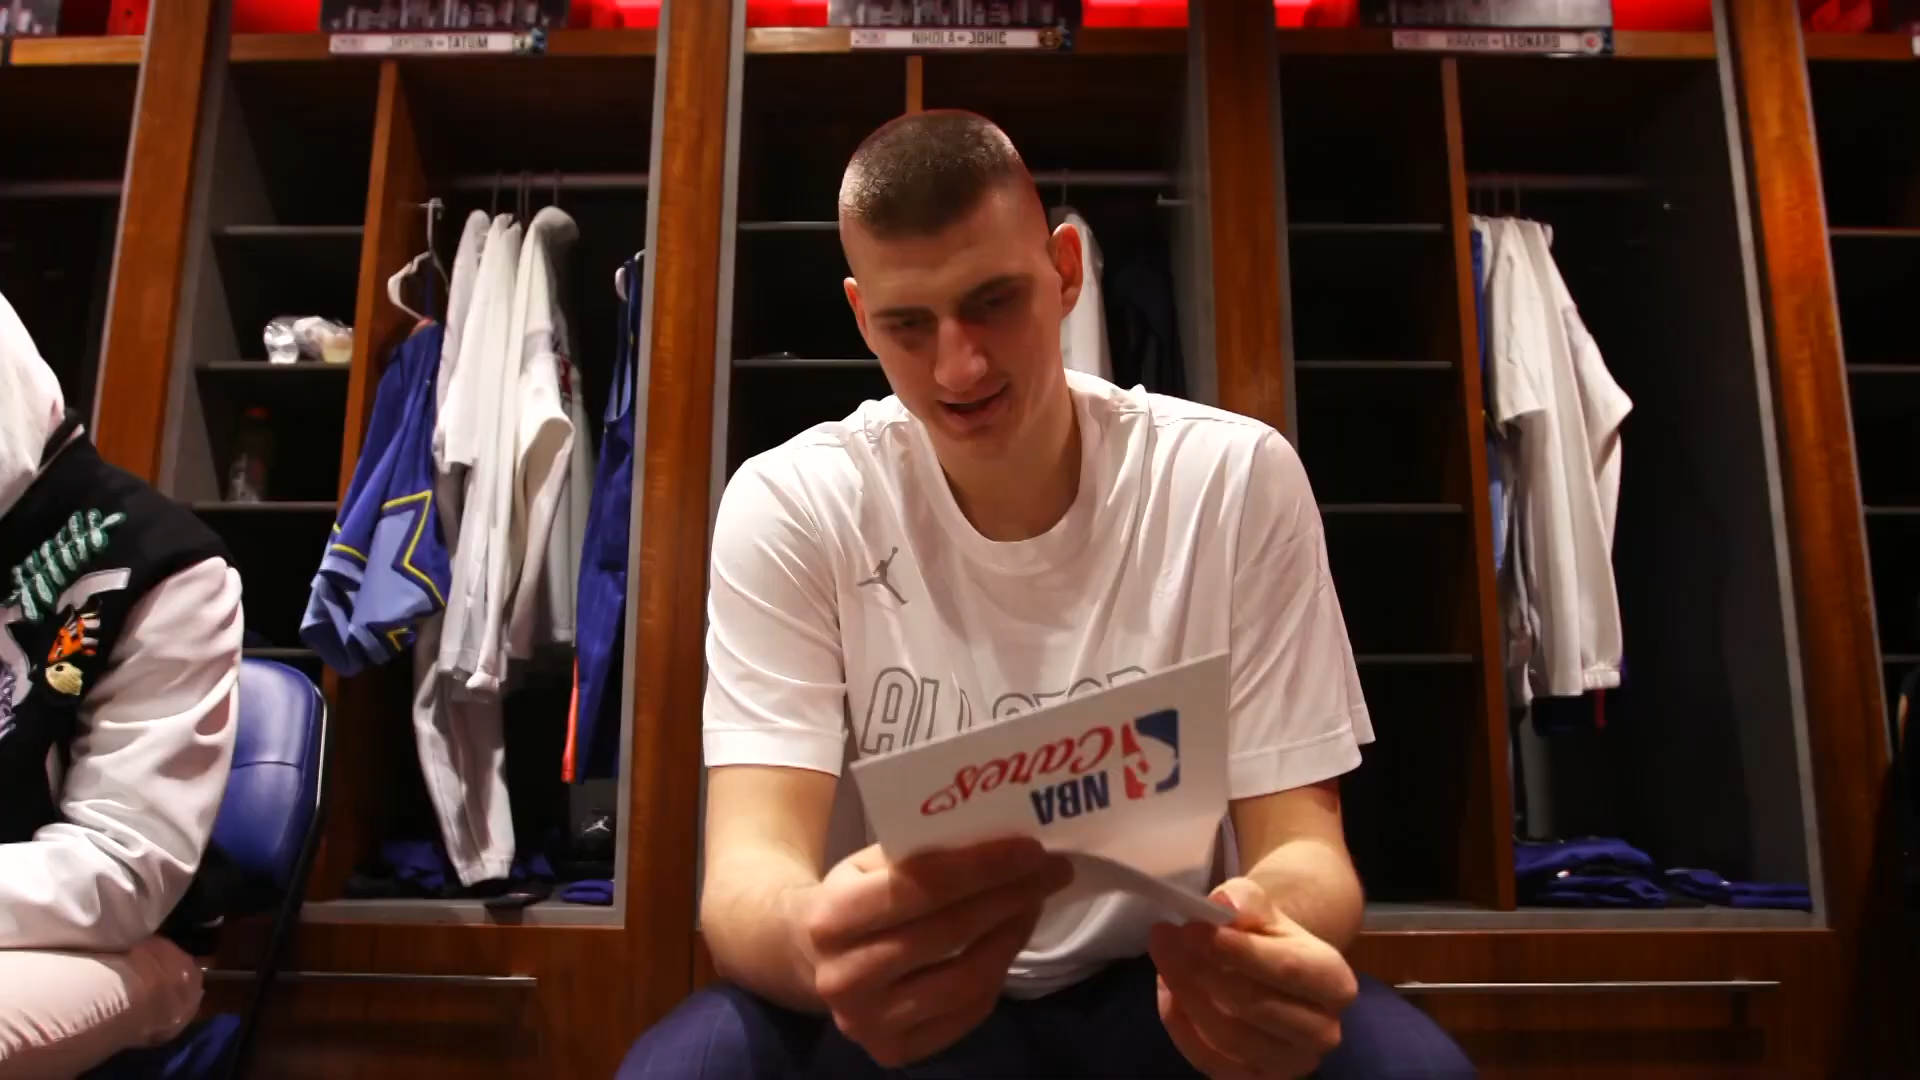 JAYSON TATUM
NIKOLA JOKIC
KAWHI LEONARD
ALL STAR
NBA
Cares